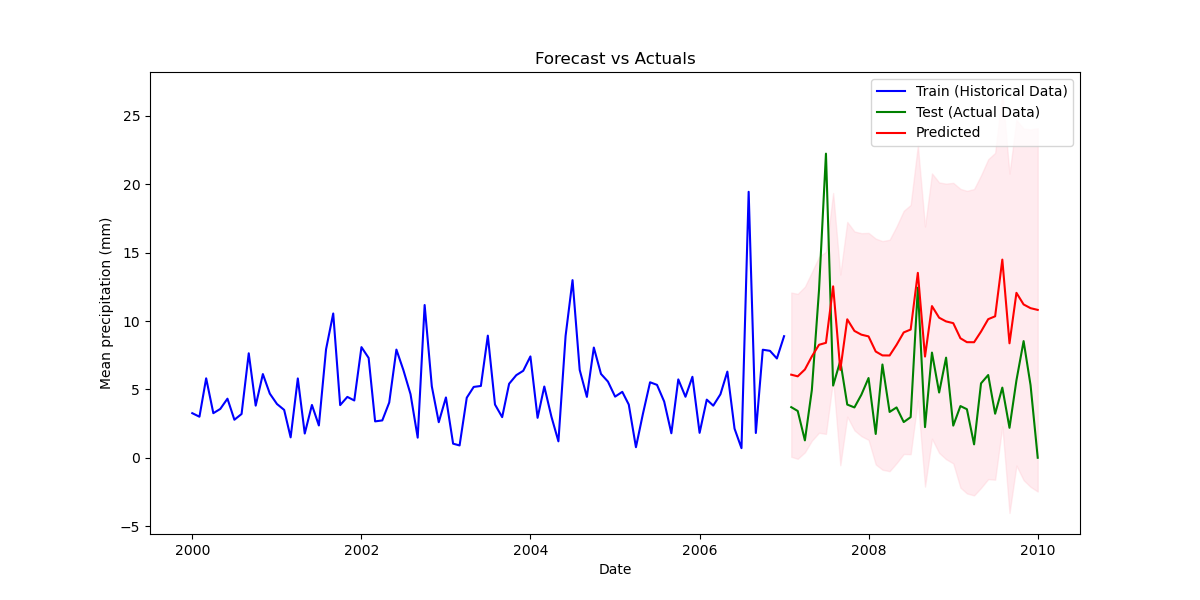 Forecast vs Actuals
Train (Historical Data)
Test (Actual Data)
Predicted
Mean precipitation (mm)
25
20
15
10
5
0
−5
2000 2002 2004 2006 2008 2010
Date